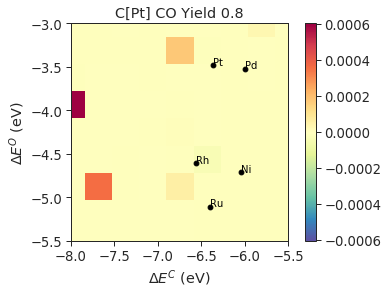 C[Pt] CO Yield 0.8
−3.0
−3.5
−4.0
−4.5
−5.0
−5.5
ΔE^O (eV)
Pt
Pd
Rh
Ni
Ru
−8.0 −7.5 −7.0 −6.5 −6.0 −5.5
ΔE^C (eV)
0.0006
0.0004
0.0002
0.0000
−0.0002
−0.0004
−0.0006